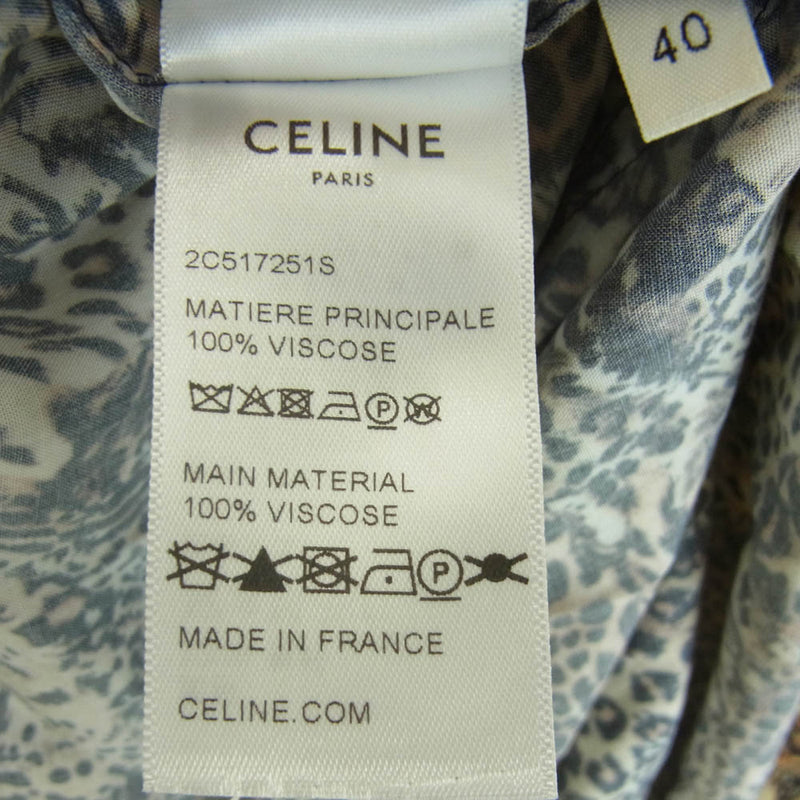 40
CELINE
PARIS
2C517251S
MATIERE PRINCIPALE
100% VISCOSE
P W
MAIN MATERIAL
100% VISCOSE
P
MADE IN FRANCE
CELINE.COM